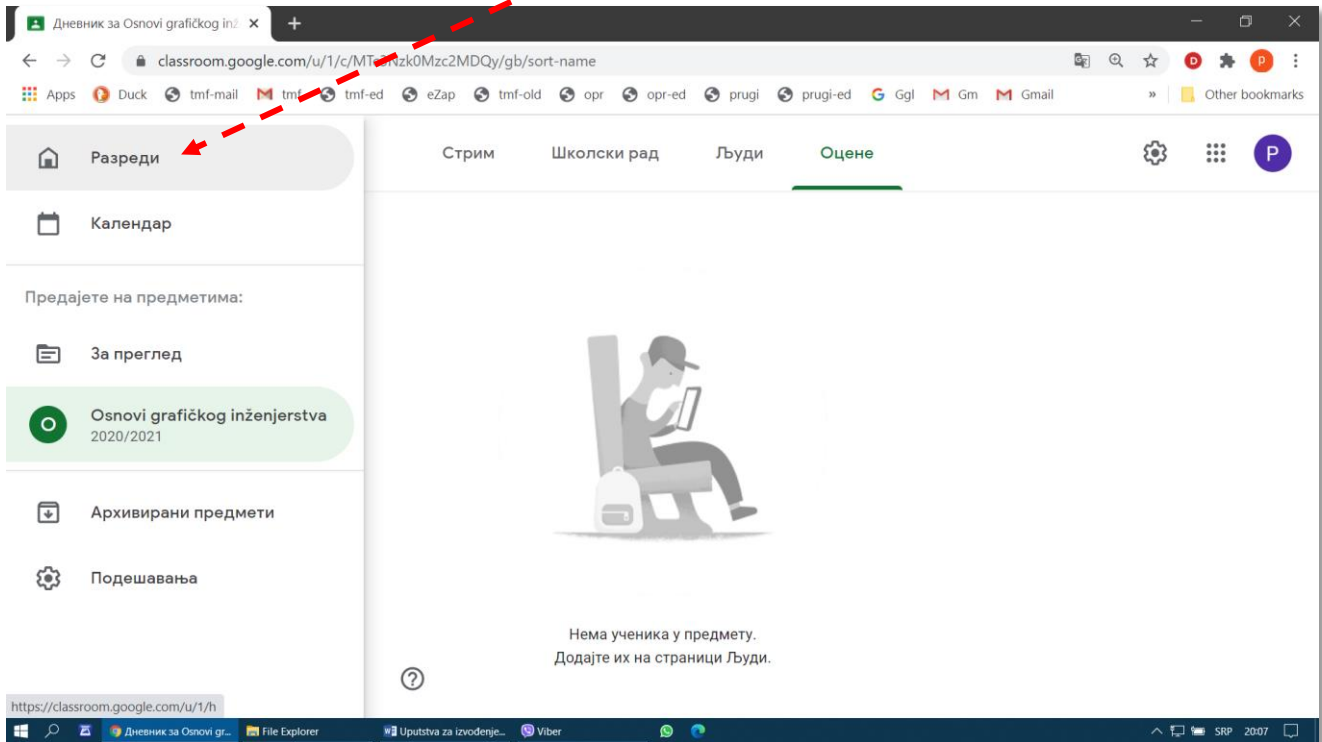 Дневник за Osnovi grafičkog inž
classroom.google.com/u/1/c/MTc3Nzk0Mzc2MDQy/gb/sort-name
Apps Duck tmf-mail tmf tmf-ed eZap tmf-old opr opr-ed prugi prugi-ed Ggl Gm Gmail » Other bookmarks
Разреди
Стрим Школски рад Људи Оцене
P
Календар
Предајете на предметима:
За преглед
O
Osnovi grafičkog inženjerstva
2020/2021
Архивирани предмети
Подешавања
Нема ученика у предмету.
Додајте их на страници Људи.
https://classroom.google.com/u/1/h
Дневник за Osnovi gr... File Explorer Uputstva za izvođenje... Viber SRP 20:07